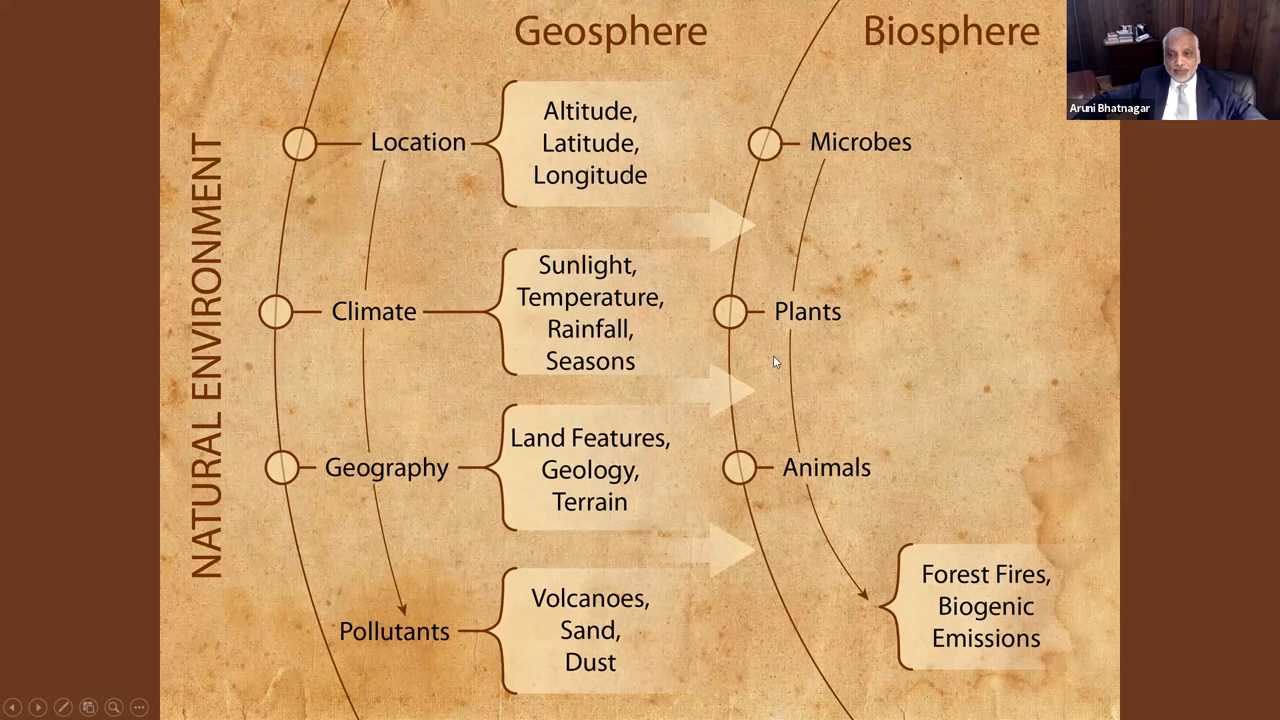 Geosphere
Biosphere
Aruni Bhatnagar
NATURAL ENVIRONMENT
Location
Altitude,
Latitude,
Longitude
Microbes
Climate
Sunlight,
Temperature,
Rainfall,
Seasons
Plants
Geography
Land Features,
Geology,
Terrain
Animals
Pollutants
Volcanoes,
Sand,
Dust
Forest Fires,
Biogenic
Emissions